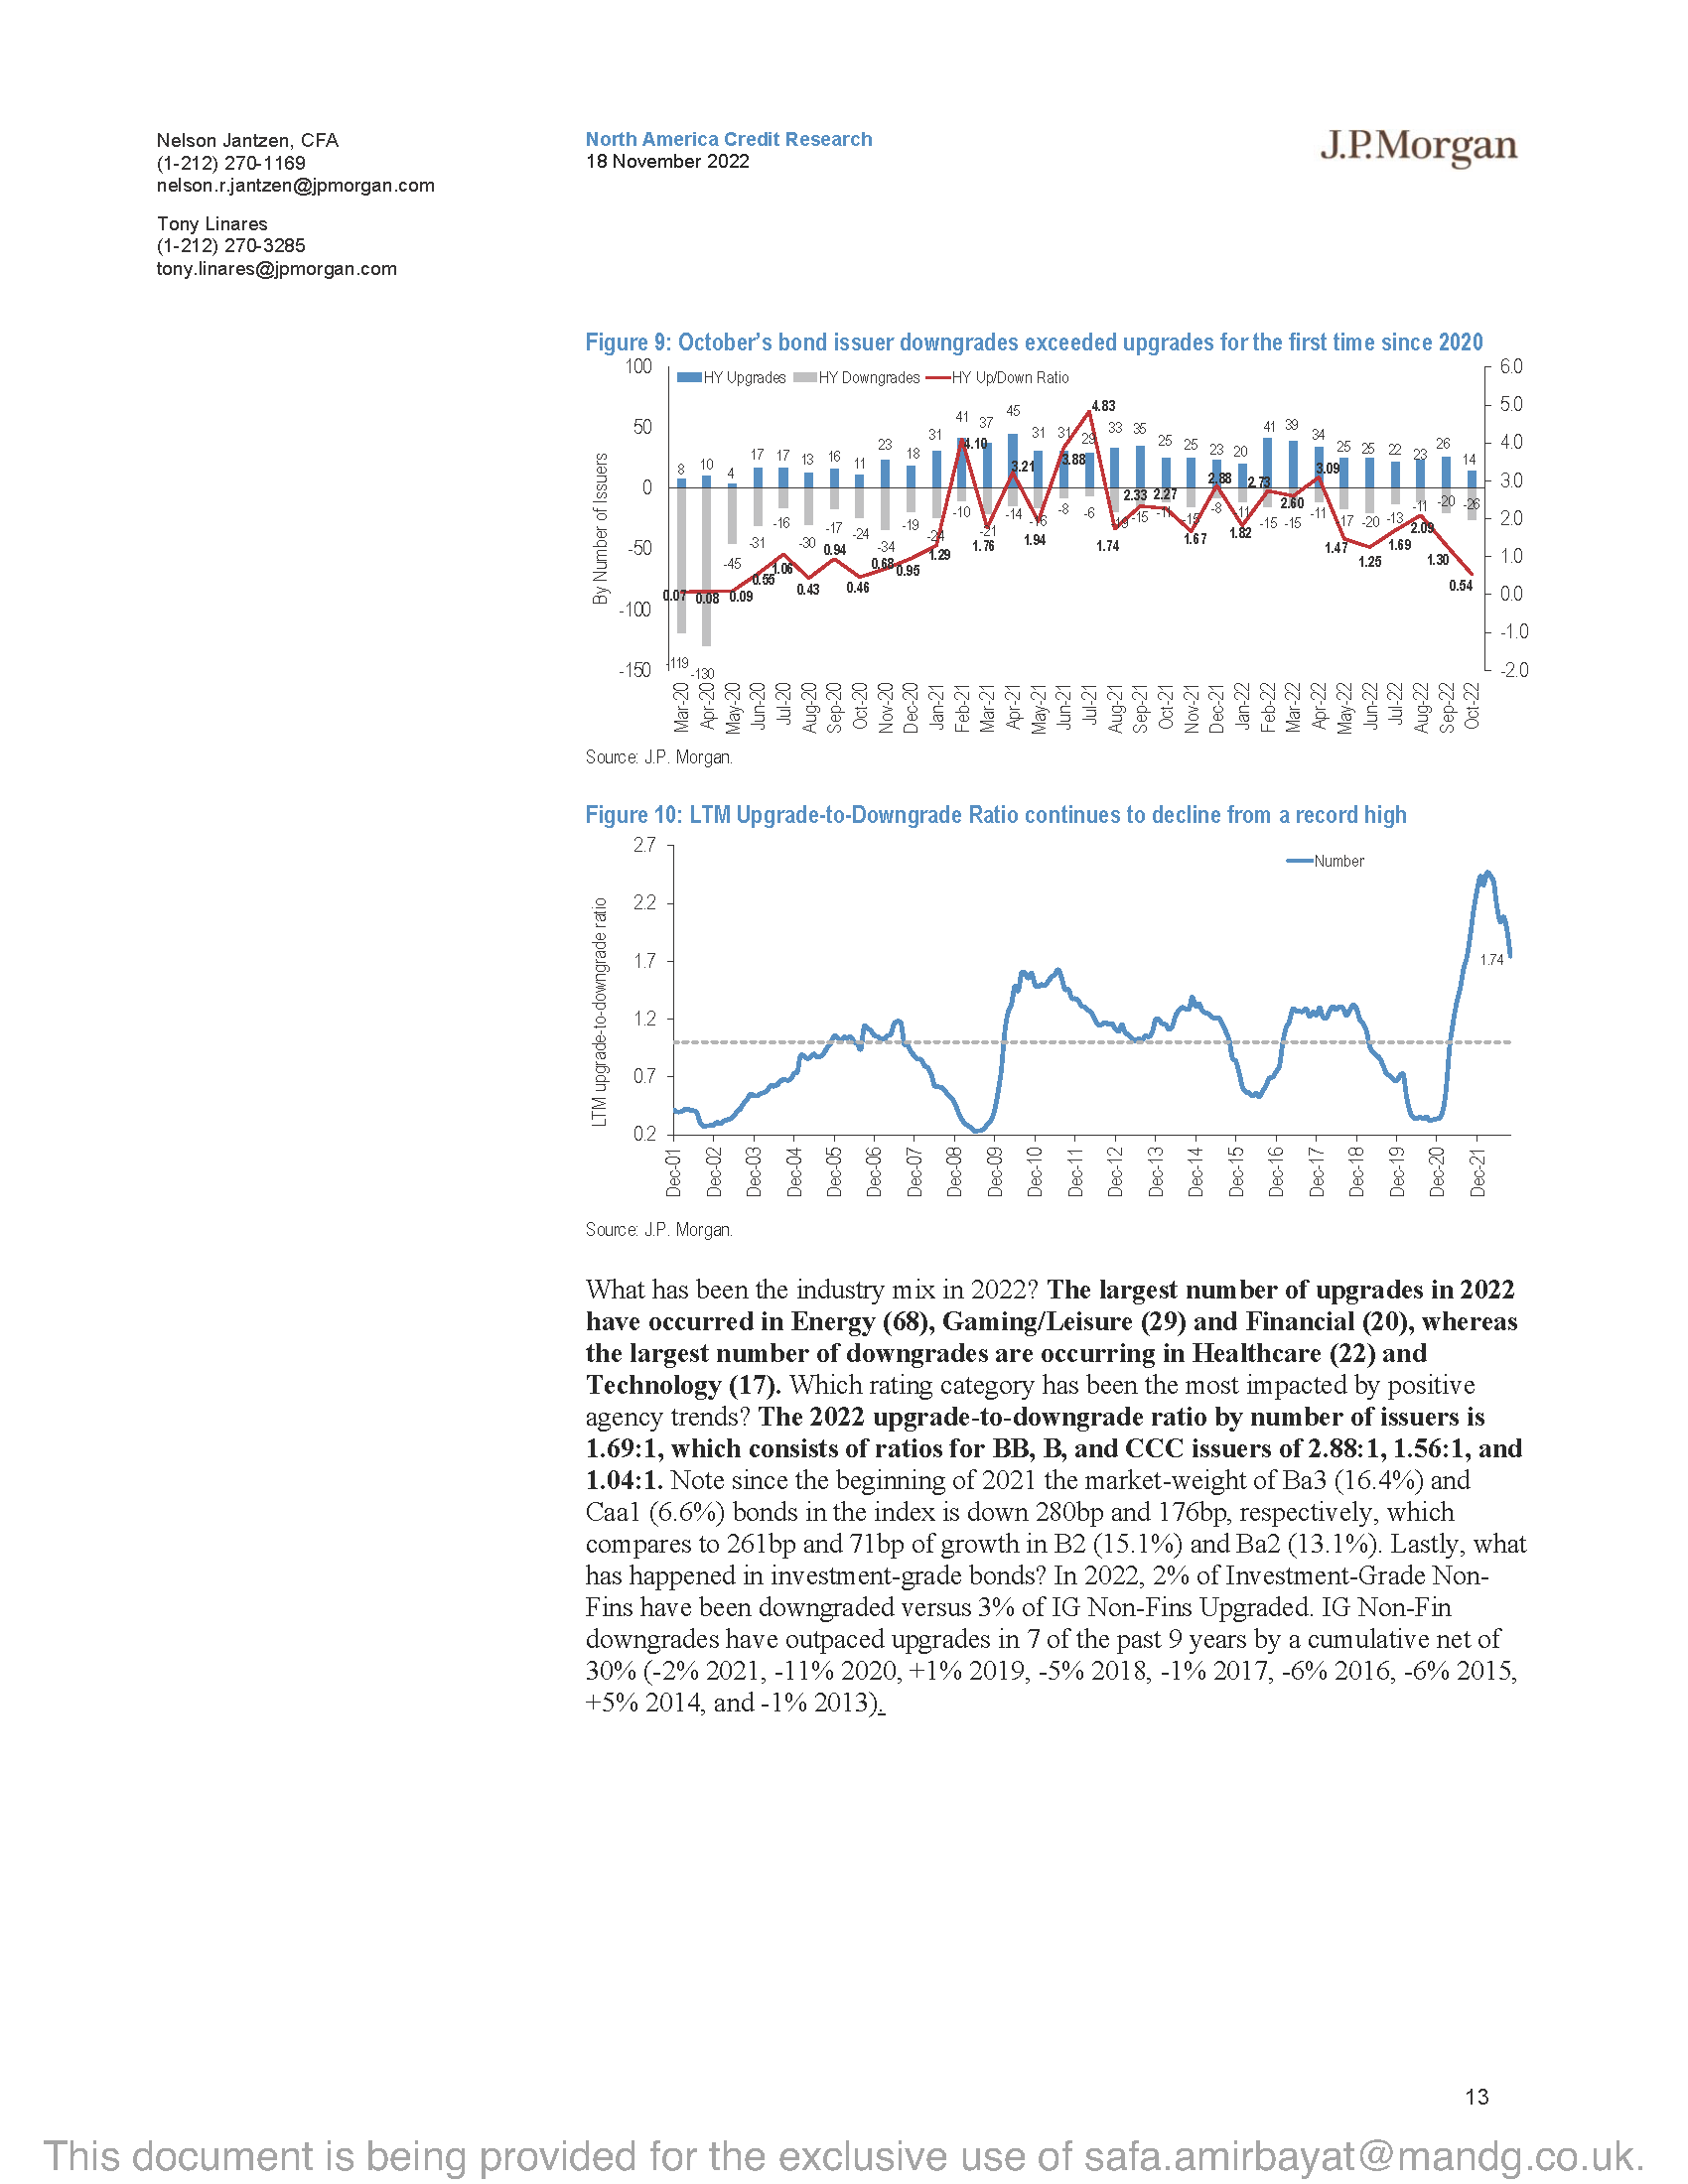 Nelson Jantzen, CFA
(1-212) 270-1169
nelson.r.jantzen@jpmorgan.com
Tony Linares
(1-212) 270-3285
tony.linares@jpmorgan.com
North America Credit Research
18 November 2022
J.P.Morgan
Figure 9: October's bond issuer downgrades exceeded upgrades for the first time since 2020
HY Upgrades HY Downgrades HY Up/Down Ratio
By Number of Issuers
100
50
0
-50
-100
-150
6.0
5.0
4.0
3.0
2.0
1.0
0.0
-1.0
-2.0
8 10 4 17 17 13 16 11 23 18 31 41 37 45 31 31 29 33 35 25 25 23 20 41 39 34 25 25 22 23 26 14
-119 -130 -45 -31 -16 -30 -17 -24 -34 -19 -24 -10 -21 -14 -16 -8 -6 -19 -15 -11 -15 -8 -11 -15 -15 -11 -17 -20 -13 -11 -20 -26
0.07 0.08 0.09 0.55 1.06 0.43 0.94 0.46 0.68 0.95 1.29 4.10 1.76 3.21 1.94 3.88 4.83 1.74 2.33 2.27 1.67 2.88 1.82 2.73 2.60 3.09 1.47 1.25 1.69 2.09 1.30 0.54
Mar-20 Apr-20 May-20 Jun-20 Jul-20 Aug-20 Sep-20 Oct-20 Nov-20 Dec-20 Jan-21 Feb-21 Mar-21 Apr-21 May-21 Jun-21 Jul-21 Aug-21 Sep-21 Oct-21 Nov-21 Dec-21 Jan-22 Feb-22 Mar-22 Apr-22 May-22 Jun-22 Jul-22 Aug-22 Sep-22 Oct-22
Source: J.P. Morgan.
Figure 10: LTM Upgrade-to-Downgrade Ratio continues to decline from a record high
LTM upgrade-to-downgrade ratio
2.7
2.2
1.7
1.2
0.7
0.2
Number
1.74
Dec-01 Dec-02 Dec-03 Dec-04 Dec-05 Dec-06 Dec-07 Dec-08 Dec-09 Dec-10 Dec-11 Dec-12 Dec-13 Dec-14 Dec-15 Dec-16 Dec-17 Dec-18 Dec-19 Dec-20 Dec-21
Source: J.P. Morgan.
What has been the industry mix in 2022? The largest number of upgrades in 2022
have occurred in Energy (68), Gaming/Leisure (29) and Financial (20), whereas
the largest number of downgrades are occurring in Healthcare (22) and
Technology (17). Which rating category has been the most impacted by positive
agency trends? The 2022 upgrade-to-downgrade ratio by number of issuers is
1.69:1, which consists of ratios for BB, B, and CCC issuers of 2.88:1, 1.56:1, and
1.04:1. Note since the beginning of 2021 the market-weight of Ba3 (16.4%) and
Caa1 (6.6%) bonds in the index is down 280bp and 176bp, respectively, which
compares to 261bp and 71bp of growth in B2 (15.1%) and Ba2 (13.1%). Lastly, what
has happened in investment-grade bonds? In 2022, 2% of Investment-Grade Non-
Fins have been downgraded versus 3% of IG Non-Fins Upgraded. IG Non-Fin
downgrades have outpaced upgrades in 7 of the past 9 years by a cumulative net of
30% (-2% 2021, -11% 2020, +1% 2019, -5% 2018, -1% 2017, -6% 2016, -6% 2015,
+5% 2014, and -1% 2013).
13
This document is being provided for the exclusive use of safa.amirbayat@mandg.co.uk.